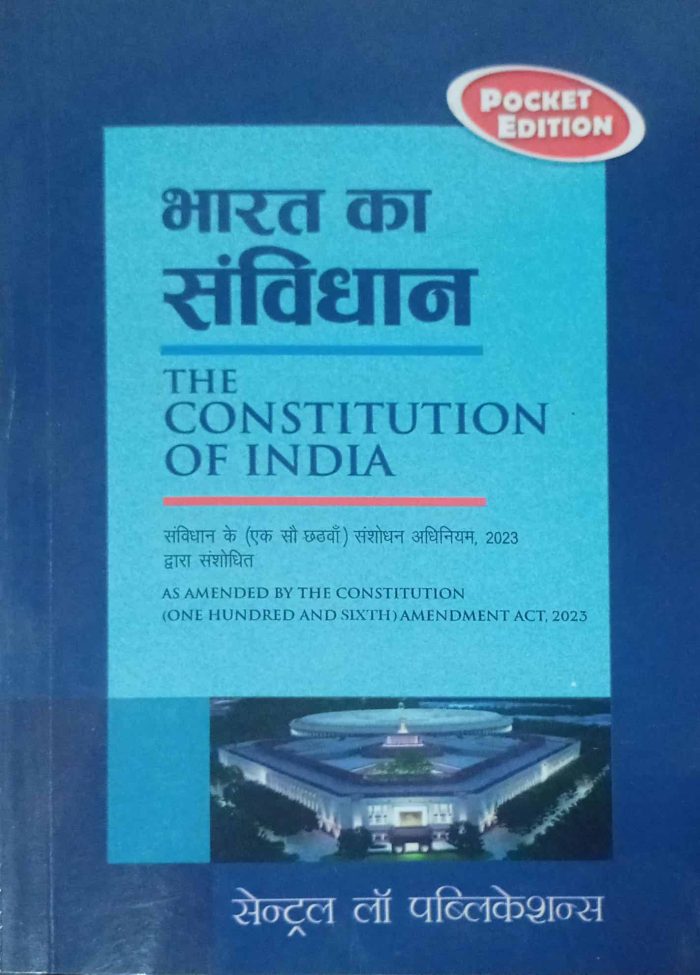 POCKET
EDITION
भारत का
संविधान
THE
CONSTITUTION
OF INDIA
संविधान के (एक सौ छठवाँ) संशोधन अधिनियम, 2023
द्वारा संशोधित
AS AMENDED BY THE CONSTITUTION
(ONE HUNDRED AND SIXTH) AMENDMENT ACT, 2023
सेन्ट्रल लॉ पब्लिकेशन्स